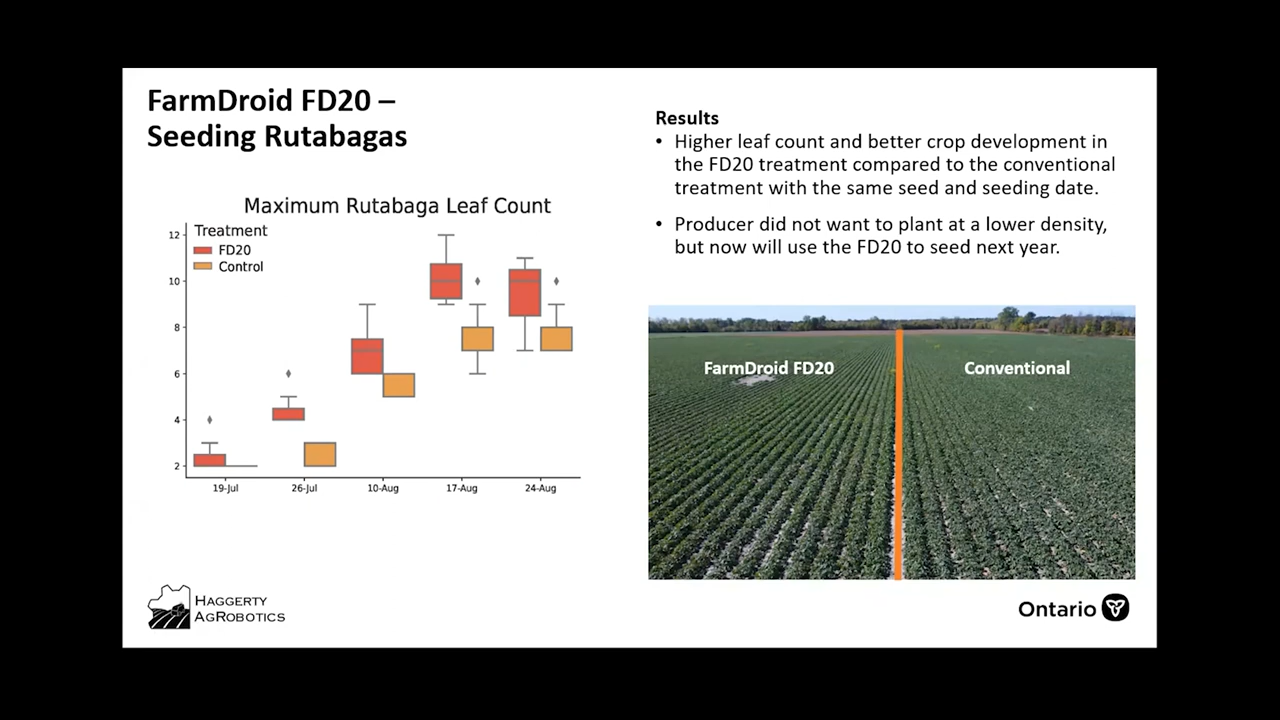 FarmDroid FD20 –
Seeding Rutabagas
Maximum Rutabaga Leaf Count
Treatment
FD20
Control
12
10
8
6
4
2
19-Jul 26-Jul 10-Aug 17-Aug 24-Aug
Results
• Higher leaf count and better crop development in
the FD20 treatment compared to the conventional
treatment with the same seed and seeding date.
• Producer did not want to plant at a lower density,
but now will use the FD20 to seed next year.
FarmDroid FD20
Conventional
HAGGERTY
AGROBOTICS
Ontario